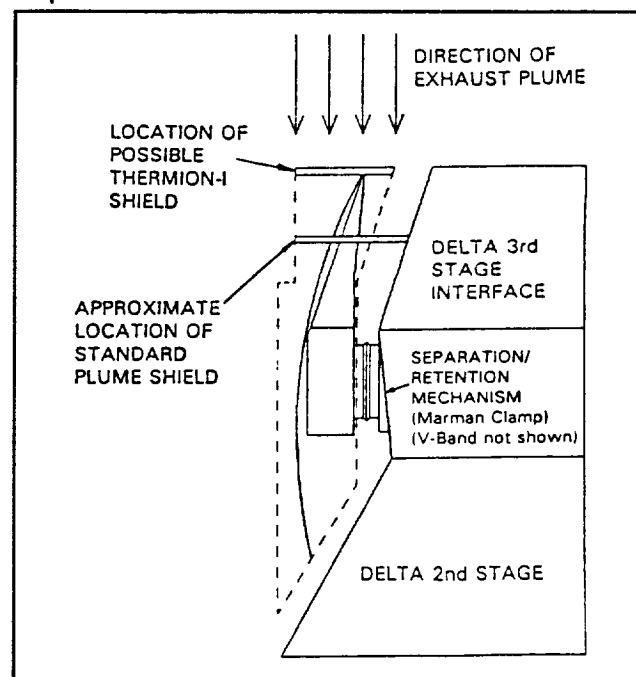 DIRECTION OF
EXHAUST PLUME
LOCATION OF
POSSIBLE
THERMION-I
SHIELD
DELTA 3rd
STAGE
INTERFACE
APPROXIMATE
LOCATION OF
STANDARD
PLUME SHIELD
SEPARATION/
RETENTION
MECHANISM
(Marman Clamp)
(V-Band not shown)
DELTA 2nd STAGE